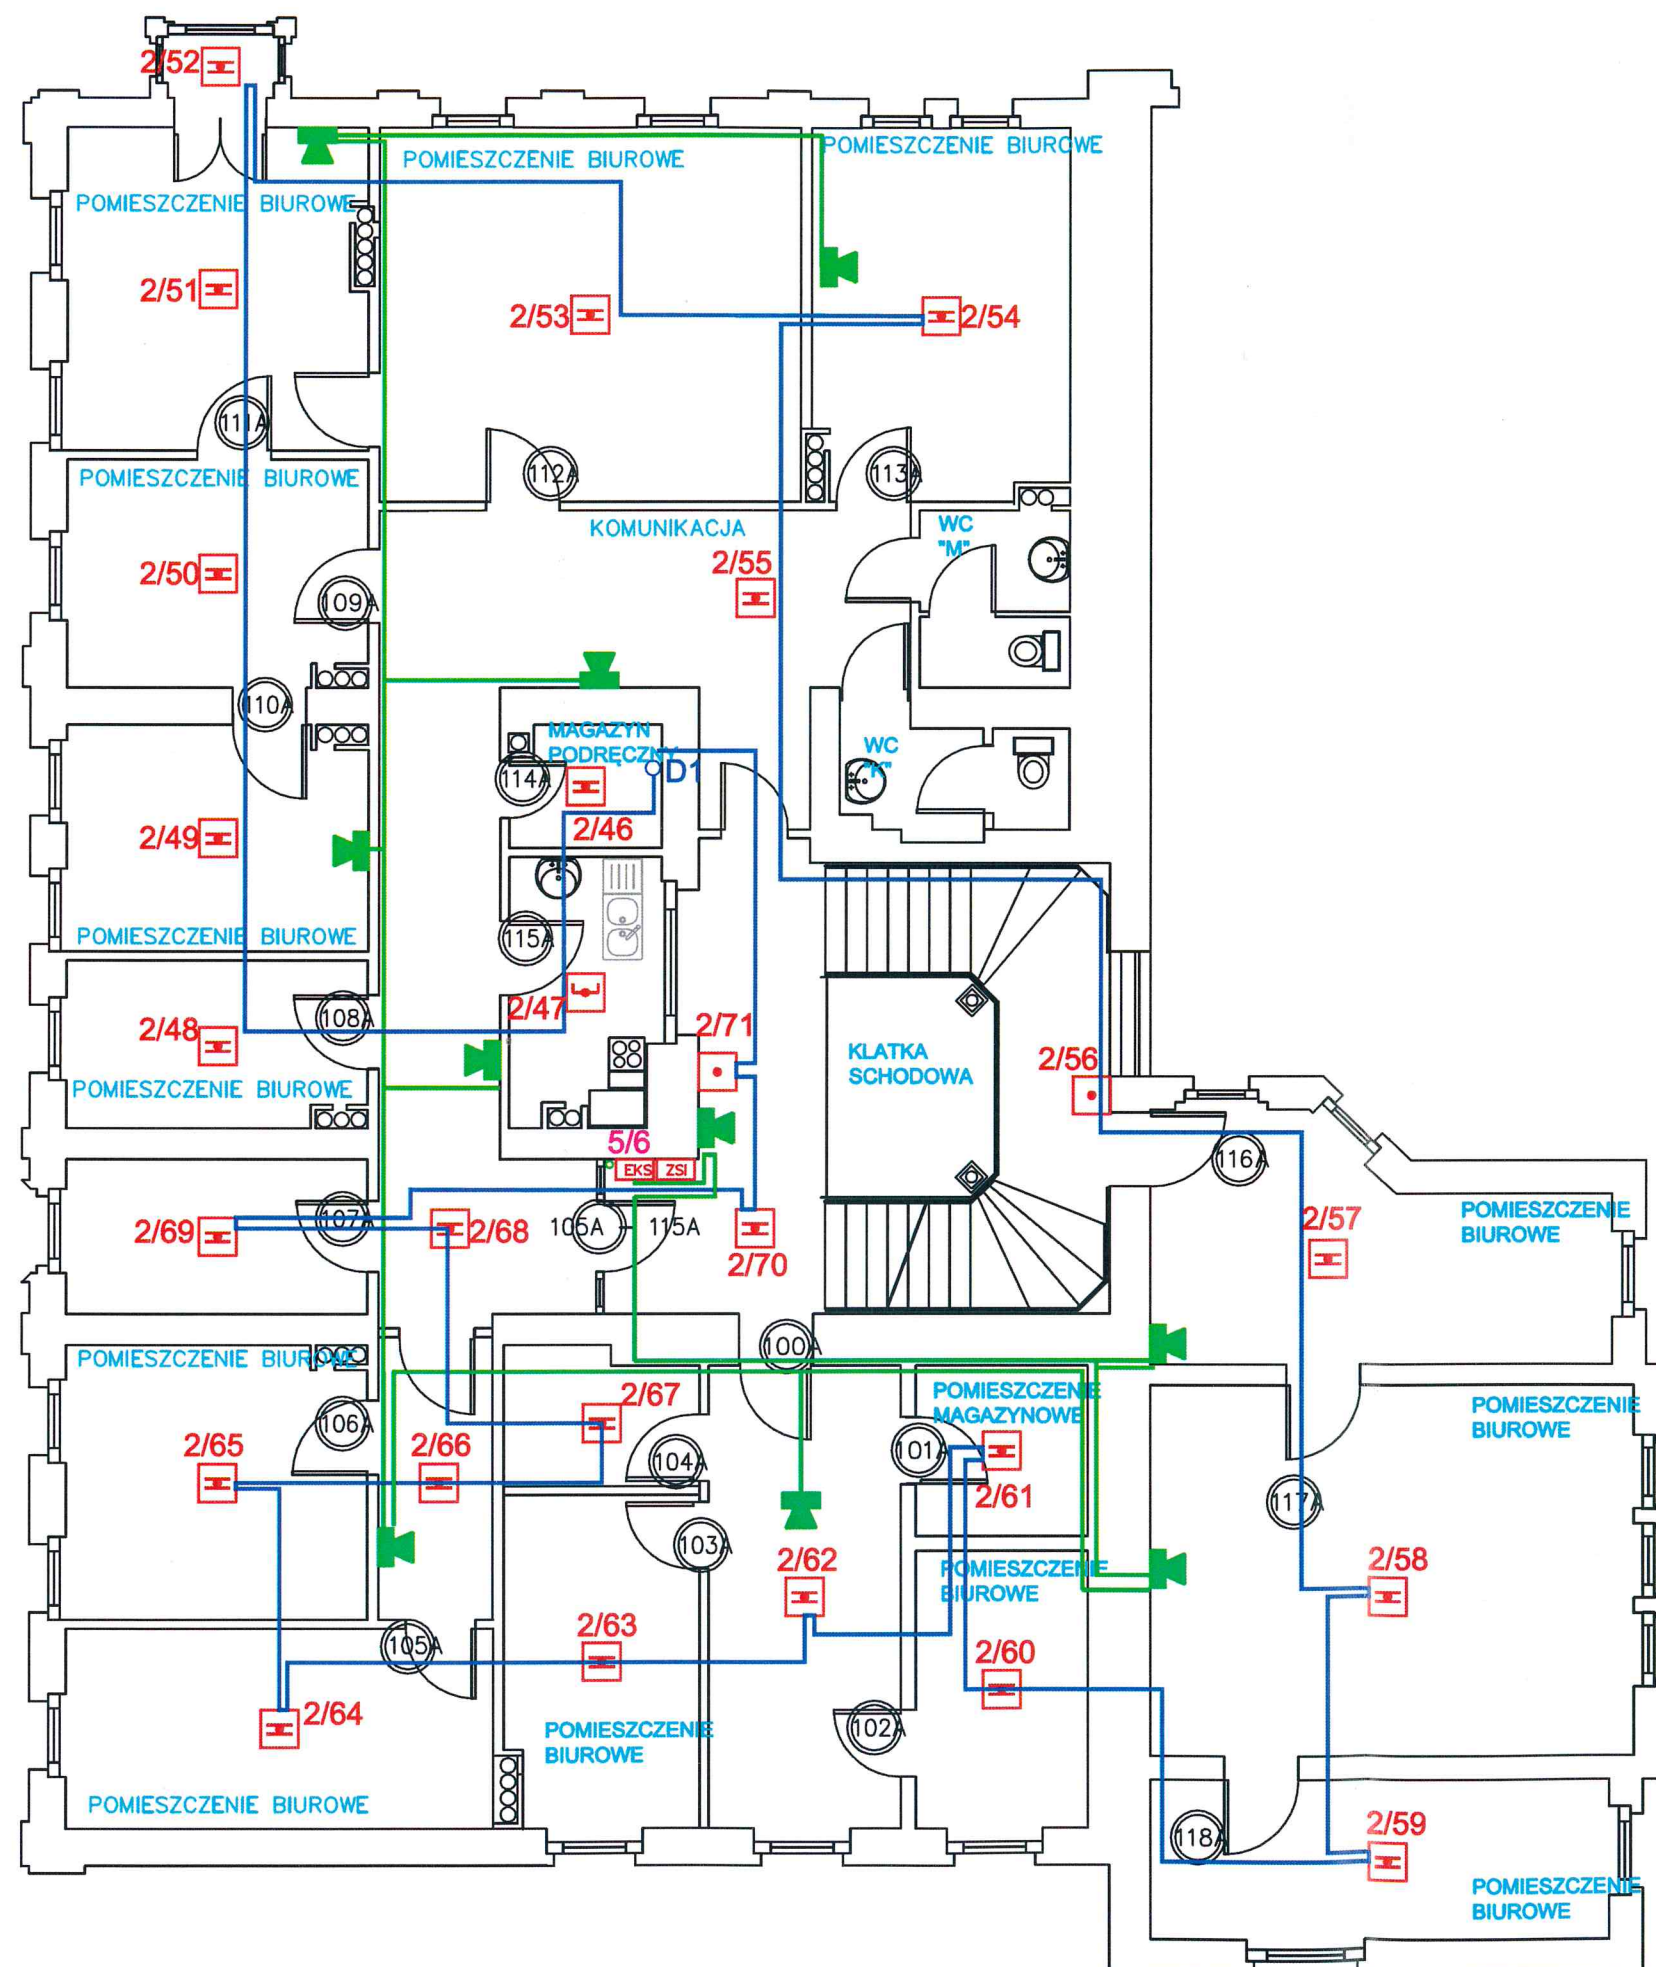 2/52
POMIESZCZENIE BIUROWE
POMIESZCZENIE BIUROWE
POMIESZCZENIE BIUROWE
2/51
2/53
2/54
111A
112A
113A
POMIESZCZENIE BIUROWE
KOMUNIKACJA
WC
"M"
2/50
2/55
109A
110A
MAGAZYN
PODRĘCZNY
WC
"K"
D1
114A
2/49
2/46
POMIESZCZENIE BIUROWE
115A
2/47
108A
2/48
2/71
KLATKA
SCHODOWA
2/56
POMIESZCZENIE BIUROWE
5/6
EKS
ZSI
116A
107A
2/69
2/68
105A
115A
2/70
2/57
POMIESZCZENIE
BIUROWE
100A
POMIESZCZENIE BIUROWE
2/67
POMIESZCZENIE
MAGAZYNOWE
POMIESZCZENIE
BIUROWE
106A
2/65
2/66
104A
101A
2/61
117A
103A
2/62
POMIESZCZENIE
BIUROWE
2/58
105A
2/63
2/60
2/64
POMIESZCZENIE
BIUROWE
102A
POMIESZCZENIE BIUROWE
118A
2/59
POMIESZCZENIE
BIUROWE